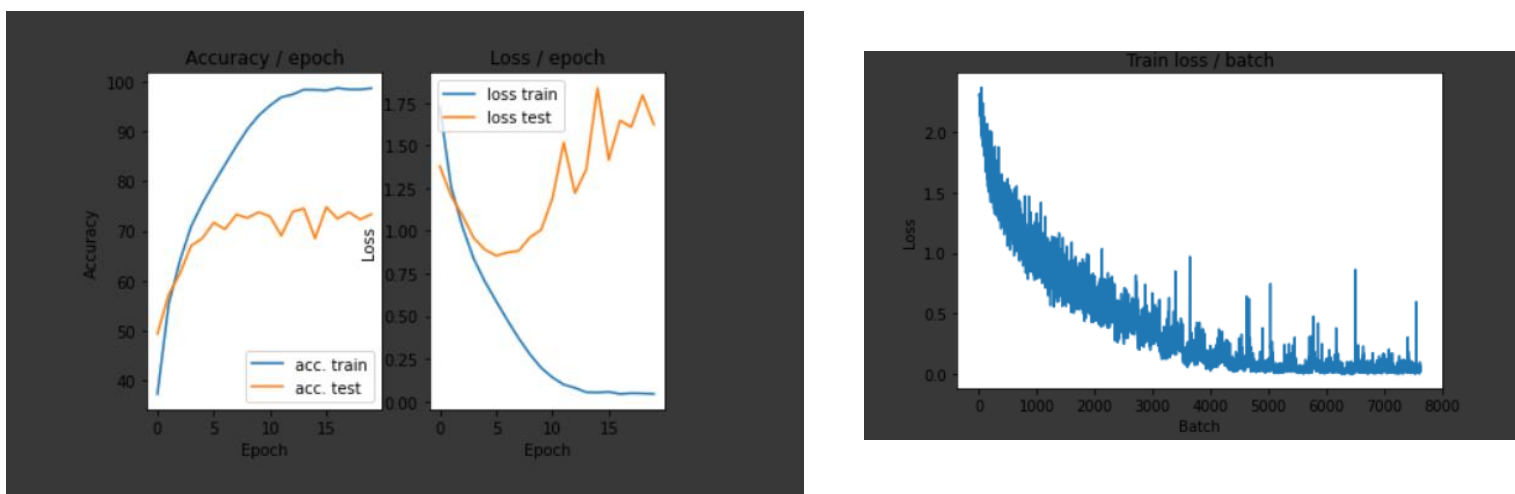 Accuracy / epoch
100
90
80
70
60
50
40
Accuracy
acc. train
acc. test
0 5 10 15
Epoch
Loss / epoch
loss train
loss test
1.75
1.50
1.25
1.00
0.75
0.50
0.25
0.00
Loss
0 5 10 15
Epoch
Train loss / batch
2.0
1.5
1.0
0.5
0.0
Loss
0 1000 2000 3000 4000 5000 6000 7000 8000
Batch